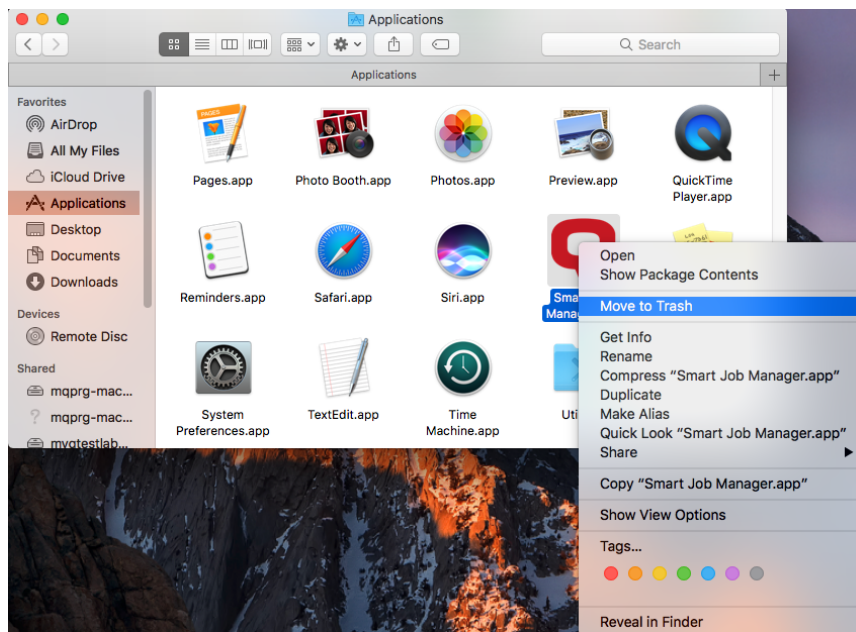 Applications
Search
Applications
Favorites
AirDrop
All My Files
iCloud Drive
Applications
Desktop
Documents
Downloads
Devices
Remote Disc
Shared
mqprg-mac...
mqprg-mac...
Pages.app
Photo Booth.app
Photos.app
Preview.app
QuickTime
Player.app
Reminders.app
Safari.app
Siri.app
System
Preferences.app
TextEdit.app
Time
Machine.app
Open
Show Package Contents
Move to Trash
Get Info
Rename
Compress “Smart Job Manager.app”
Duplicate
Make Alias
Quick Look “Smart Job Manager.app”
Share
Copy “Smart Job Manager.app”
Show View Options
Tags...
Reveal in Finder